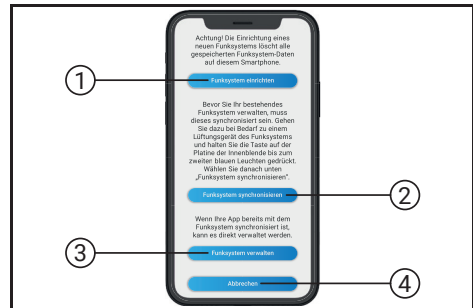 Achtung! Die Einrichtung eines
neuen Funksystems löscht alle
gespeicherten Funksystem-Daten
auf diesem Smartphone.
1
Funksystem einrichten
Bevor Sie Ihr bestehendes
Funksystem verwalten, muss
dieses synchronisiert sein. Gehen
Sie dazu bei Bedarf zu einem
Lüftungsgerät des Funksystems
und halten Sie die Taste auf der
Platine der Innenblende bis zum
zweiten blauen Leuchten gedrückt.
Wählen Sie danach unten
„Funksystem synchronisieren“.
Funksystem synchronisieren
2
Wenn Ihre App bereits mit dem
Funksystem synchronisiert ist,
kann es direkt verwaltet werden.
3
Funksystem verwalten
Abbrechen
4